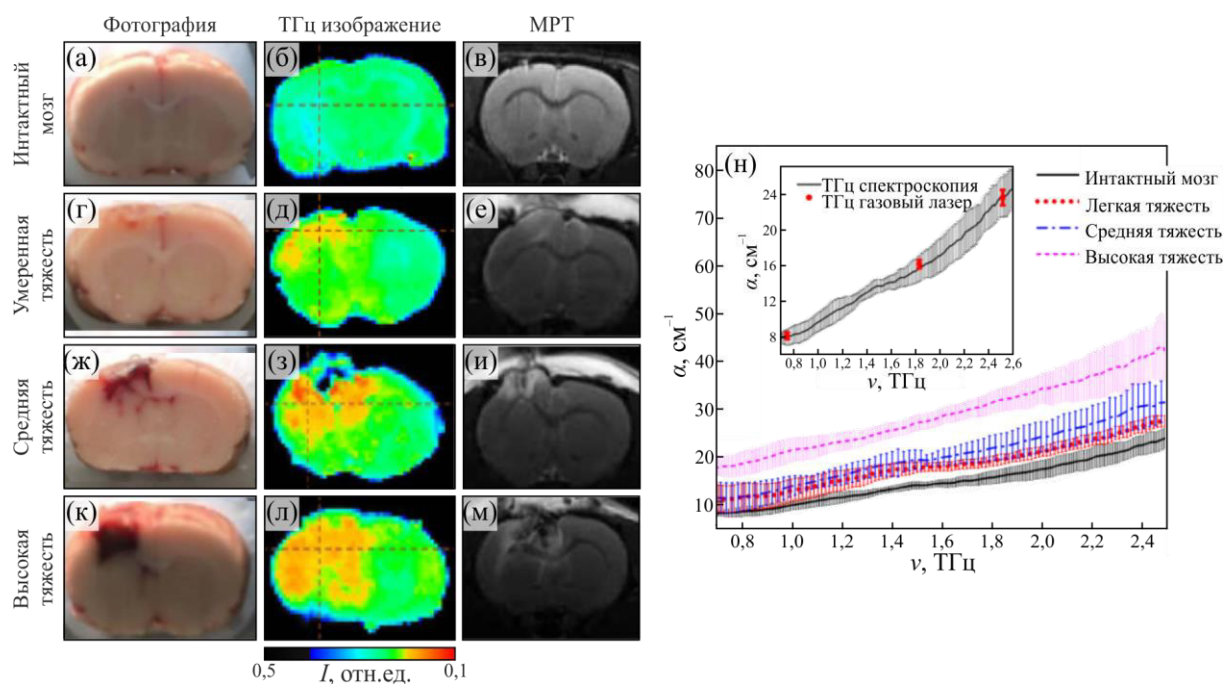 Фотография
ТГц изображение
МРТ
Интактный
мозг
(а)
(б)
(в)
Умеренная
тяжесть
(г)
(д)
(е)
Средняя
тяжесть
(ж)
(з)
(и)
Высокая
тяжесть
(к)
(л)
(м)
0,5
I, отн.ед.
0,1
(н)
α, см⁻¹
80
70
60
50
40
30
20
10
0,8
1,0
1,2
1,4
1,6
1,8
2,0
2,2
2,4
ν, ТГц
ТГц спектроскопия
ТГц газовый лазер
α, см⁻¹
24
20
16
12
8
0,8
1,0
1,2
1,4
1,6
1,8
2,0
2,2
2,4
2,6
ν, ТГц
Интактный мозг
Легкая тяжесть
Средняя тяжесть
Высокая тяжесть